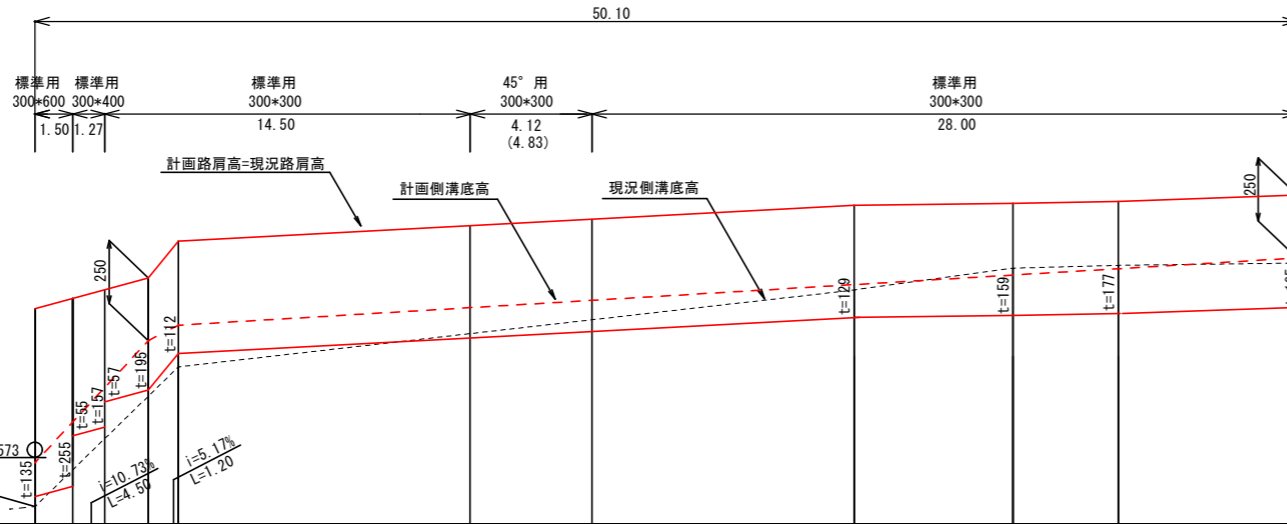 50.10
標準用
300*600
標準用
300*400
標準用
300*300
45° 用
300*300
標準用
300*300
1.50
1.27
14.50
4.12
(4.83)
28.00
計画路肩高=現況路肩高
計画側溝底高
現況側溝底高
250
250
t=135
t=255
t=55
t=157
t=57
t=195
t=112
t=129
t=159
t=177
573
i=10.73%
L=4.50
i=5.17%
L=1.20